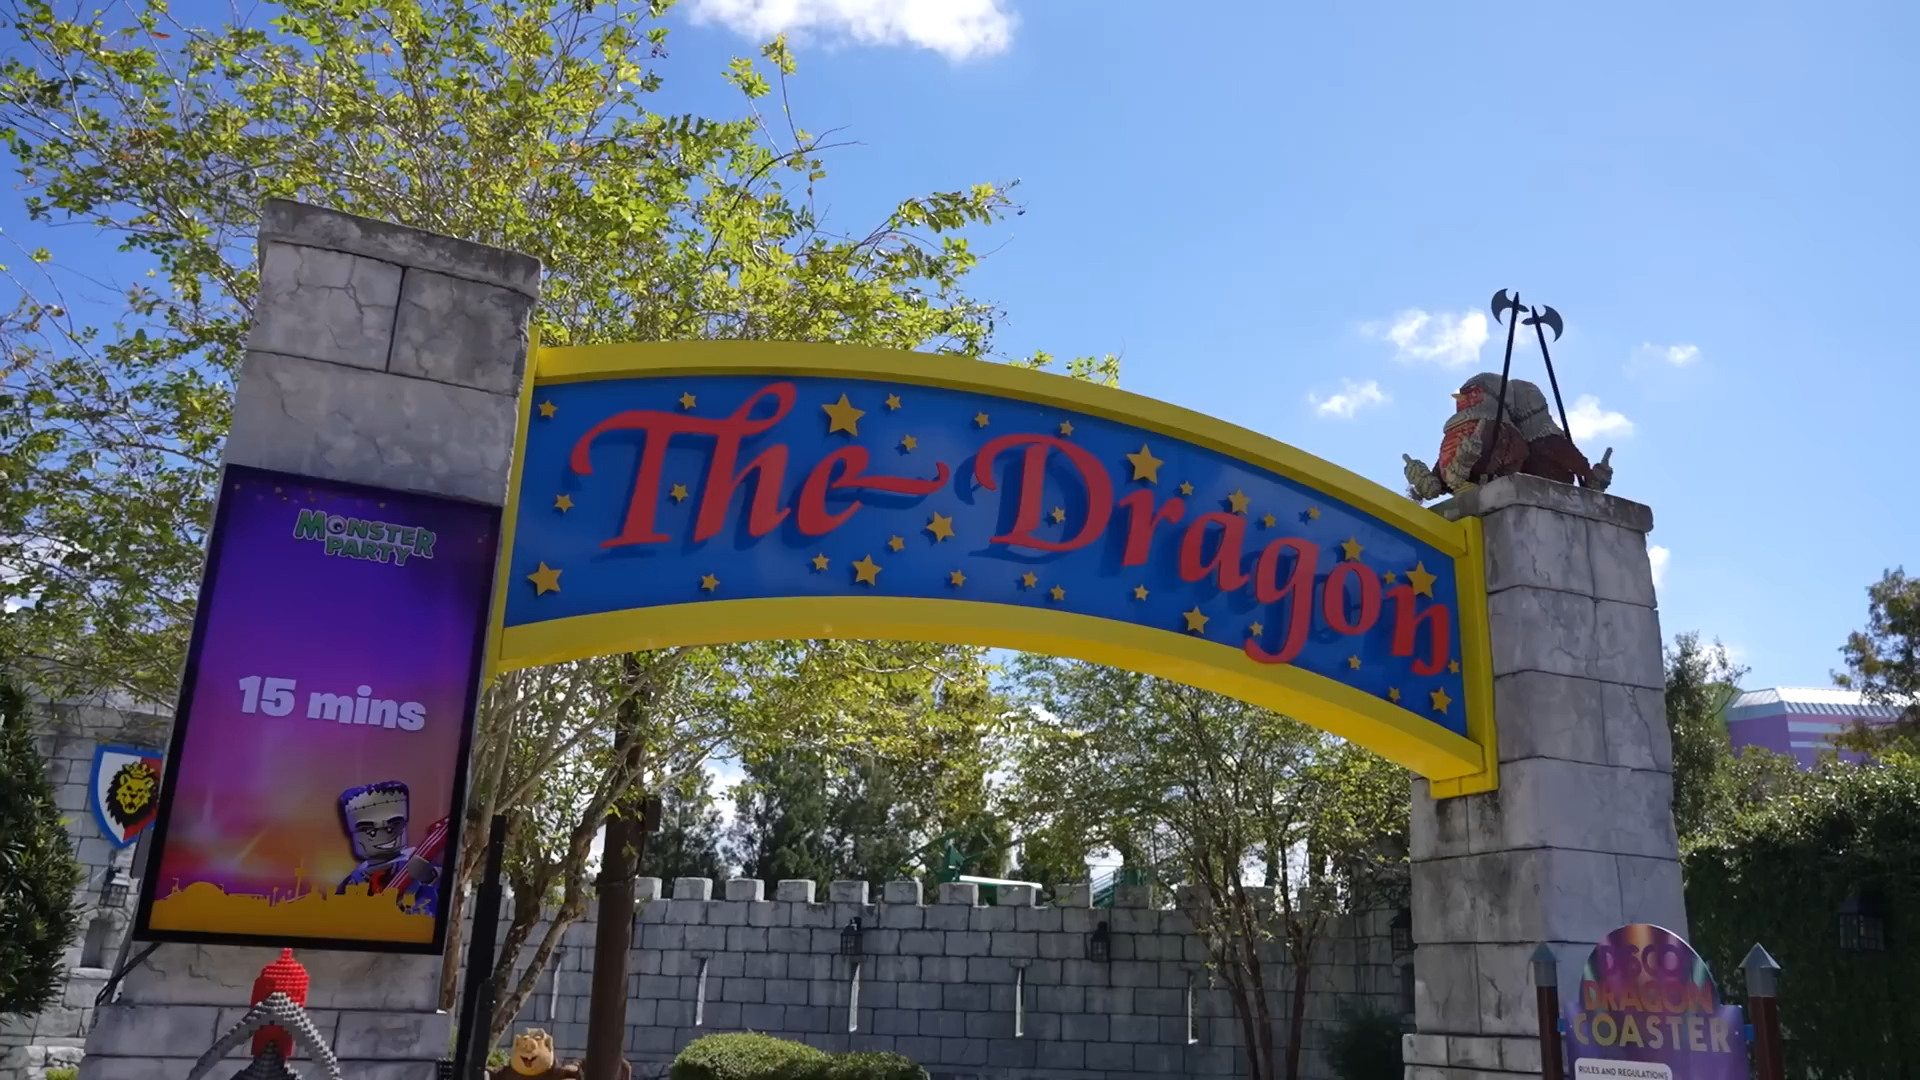 The Dragon
MONSTER
PARTY
15 mins
DISCO
DRAGON
COASTER
RULES AND REGULATIONS